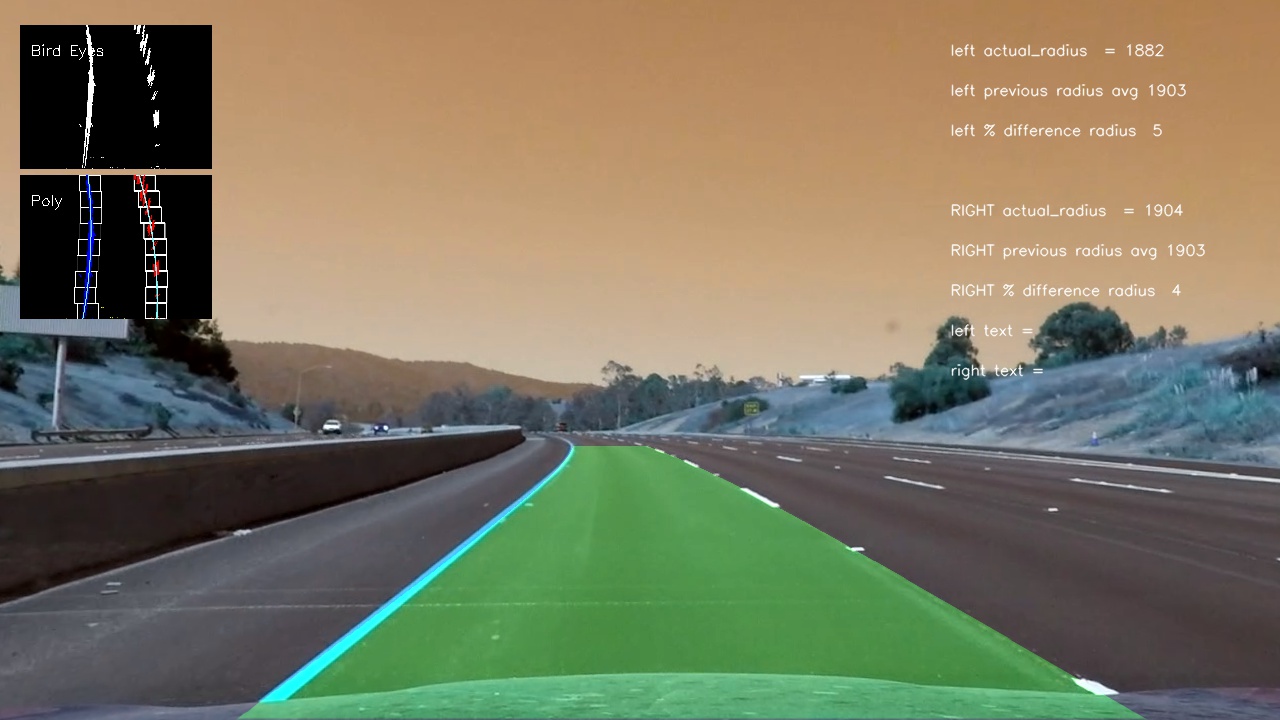 Bird Eyes
Poly
left actual_radius = 1882
left previous radius avg 1903
left % difference radius 5
RIGHT actual_radius = 1904
RIGHT previous radius avg 1903
RIGHT % difference radius 4
left text =
right text =